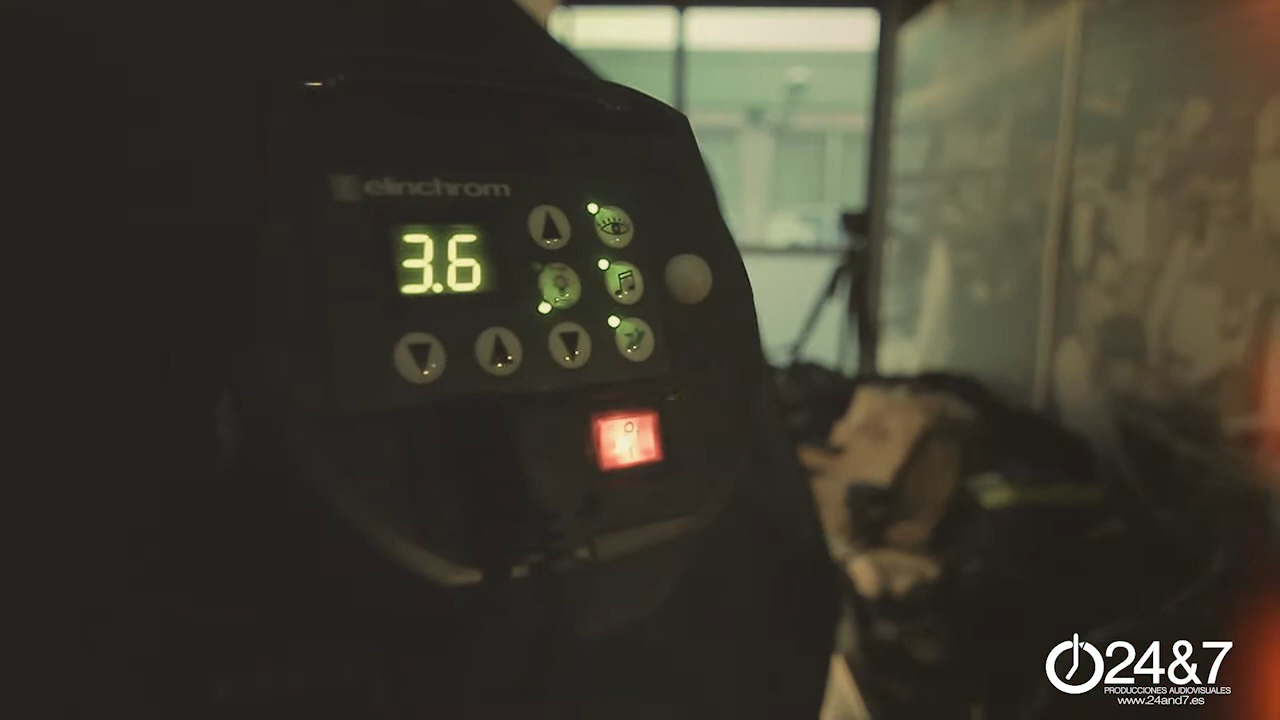 elinchrom
3.6
24&7
PRODUCCIONES AUDIOVISUALES
www.24and7.es